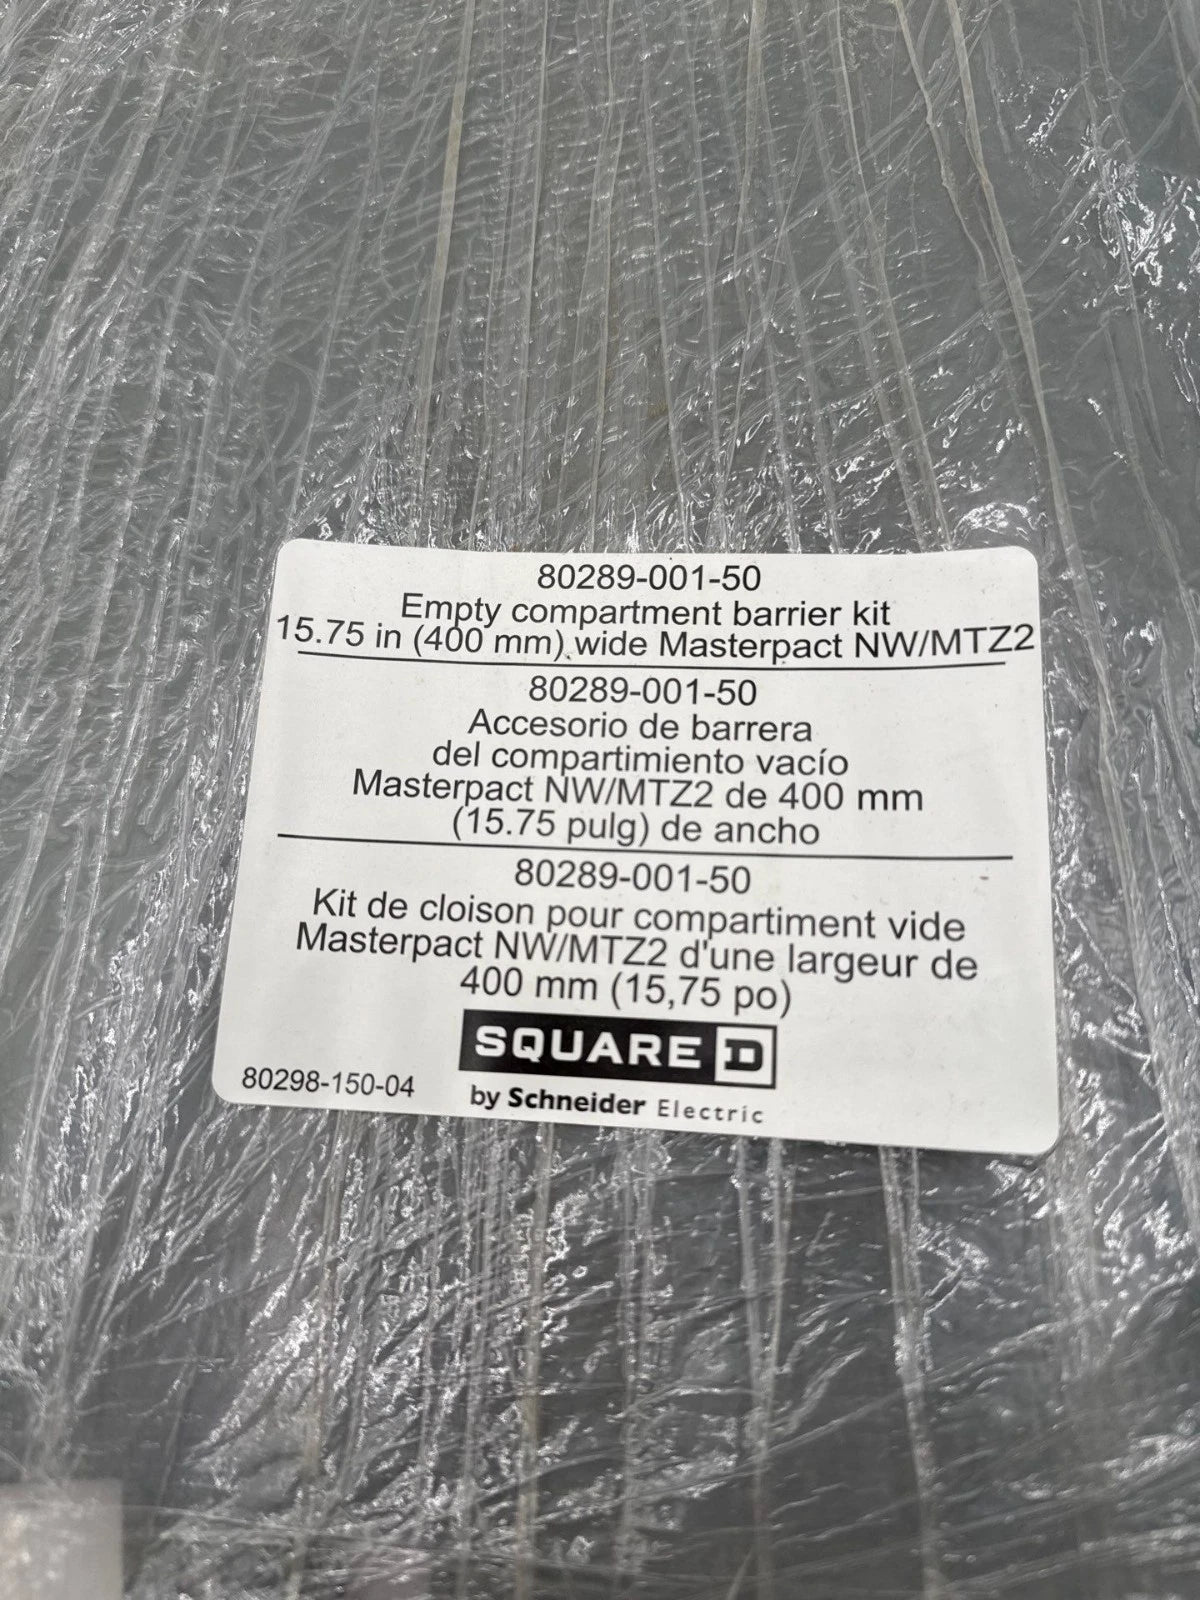 80289-001-50
Empty compartment barrier kit
15.75 in (400 mm) wide Masterpact NW/MTZ2
80289-001-50
Accesorio de barrera
del compartimiento vacío
Masterpact NW/MTZ2 de 400 mm
(15.75 pulg) de ancho
80289-001-50
Kit de cloison pour compartiment vide
Masterpact NW/MTZ2 d'une largeur de
400 mm (15,75 po)
SQUARE D
80298-150-04
by Schneider Electric